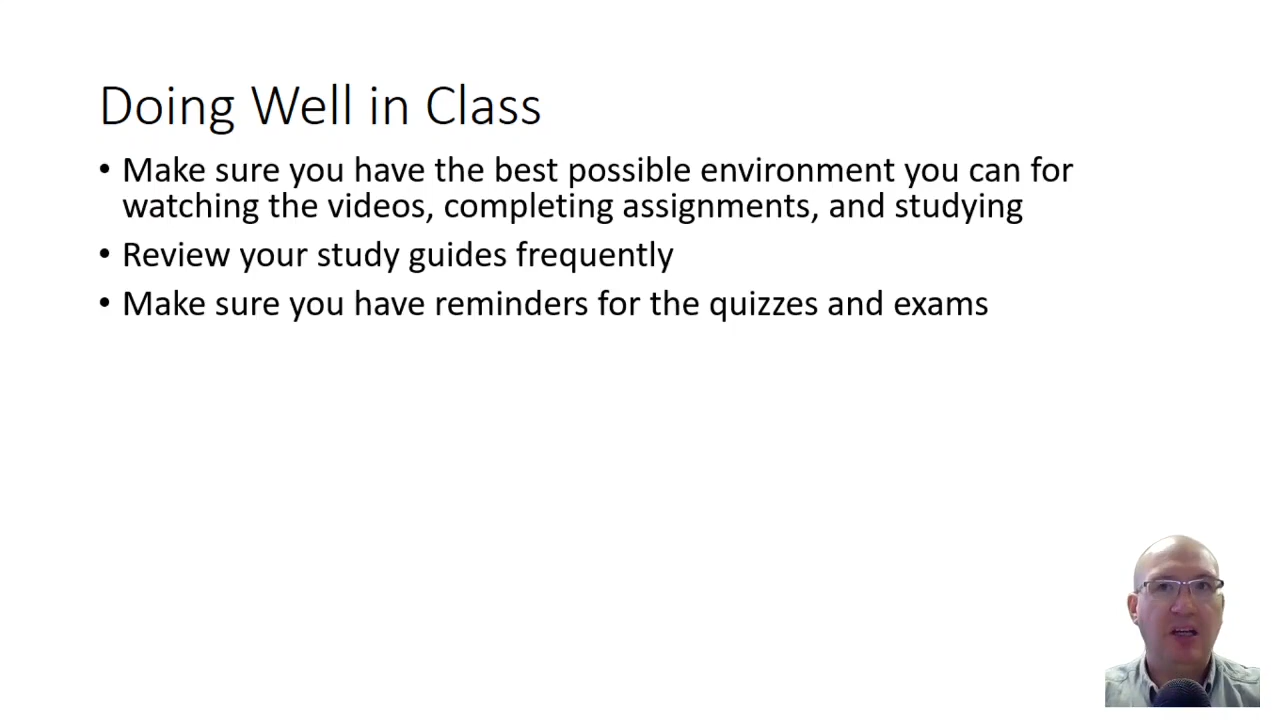 Doing Well in Class
• Make sure you have the best possible environment you can for
watching the videos, completing assignments, and studying
• Review your study guides frequently
• Make sure you have reminders for the quizzes and exams